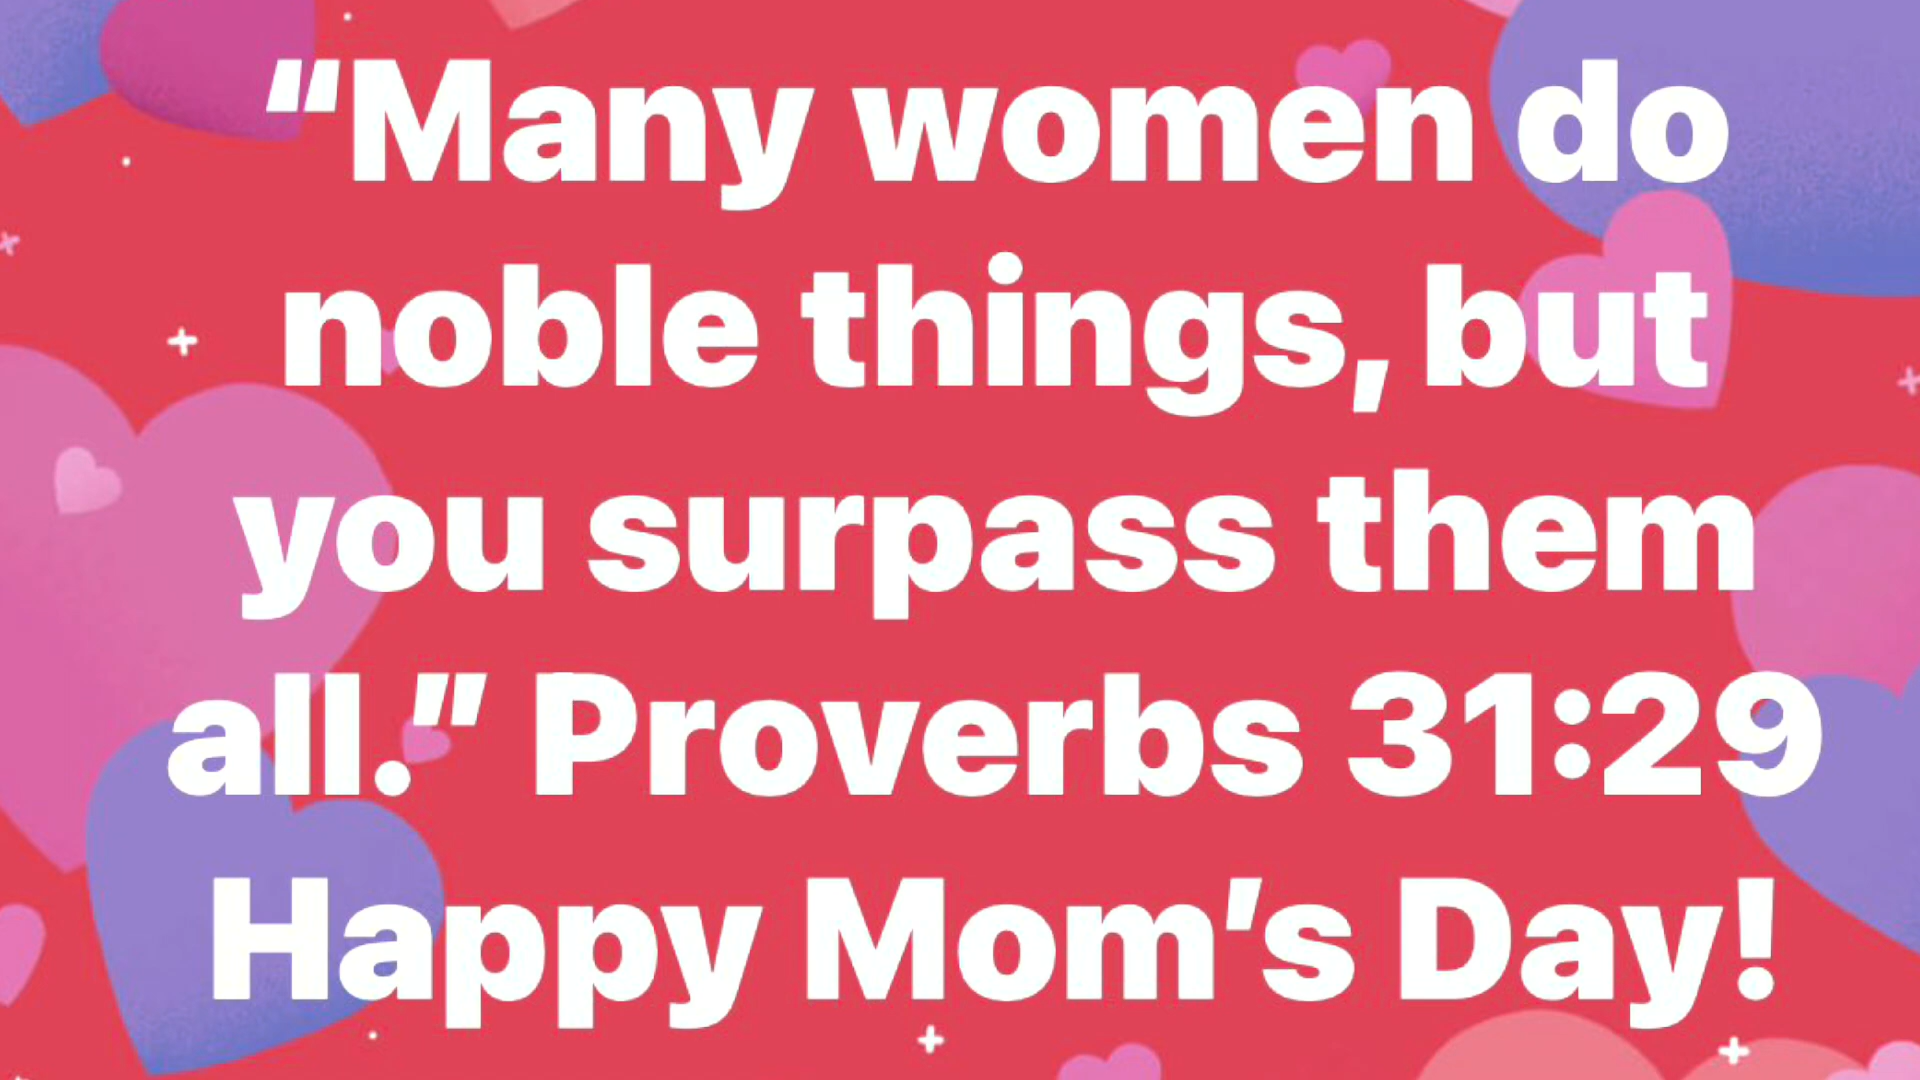 “Many women do
noble things, but
you surpass them
all.” Proverbs 31:29
Happy Mom’s Day!